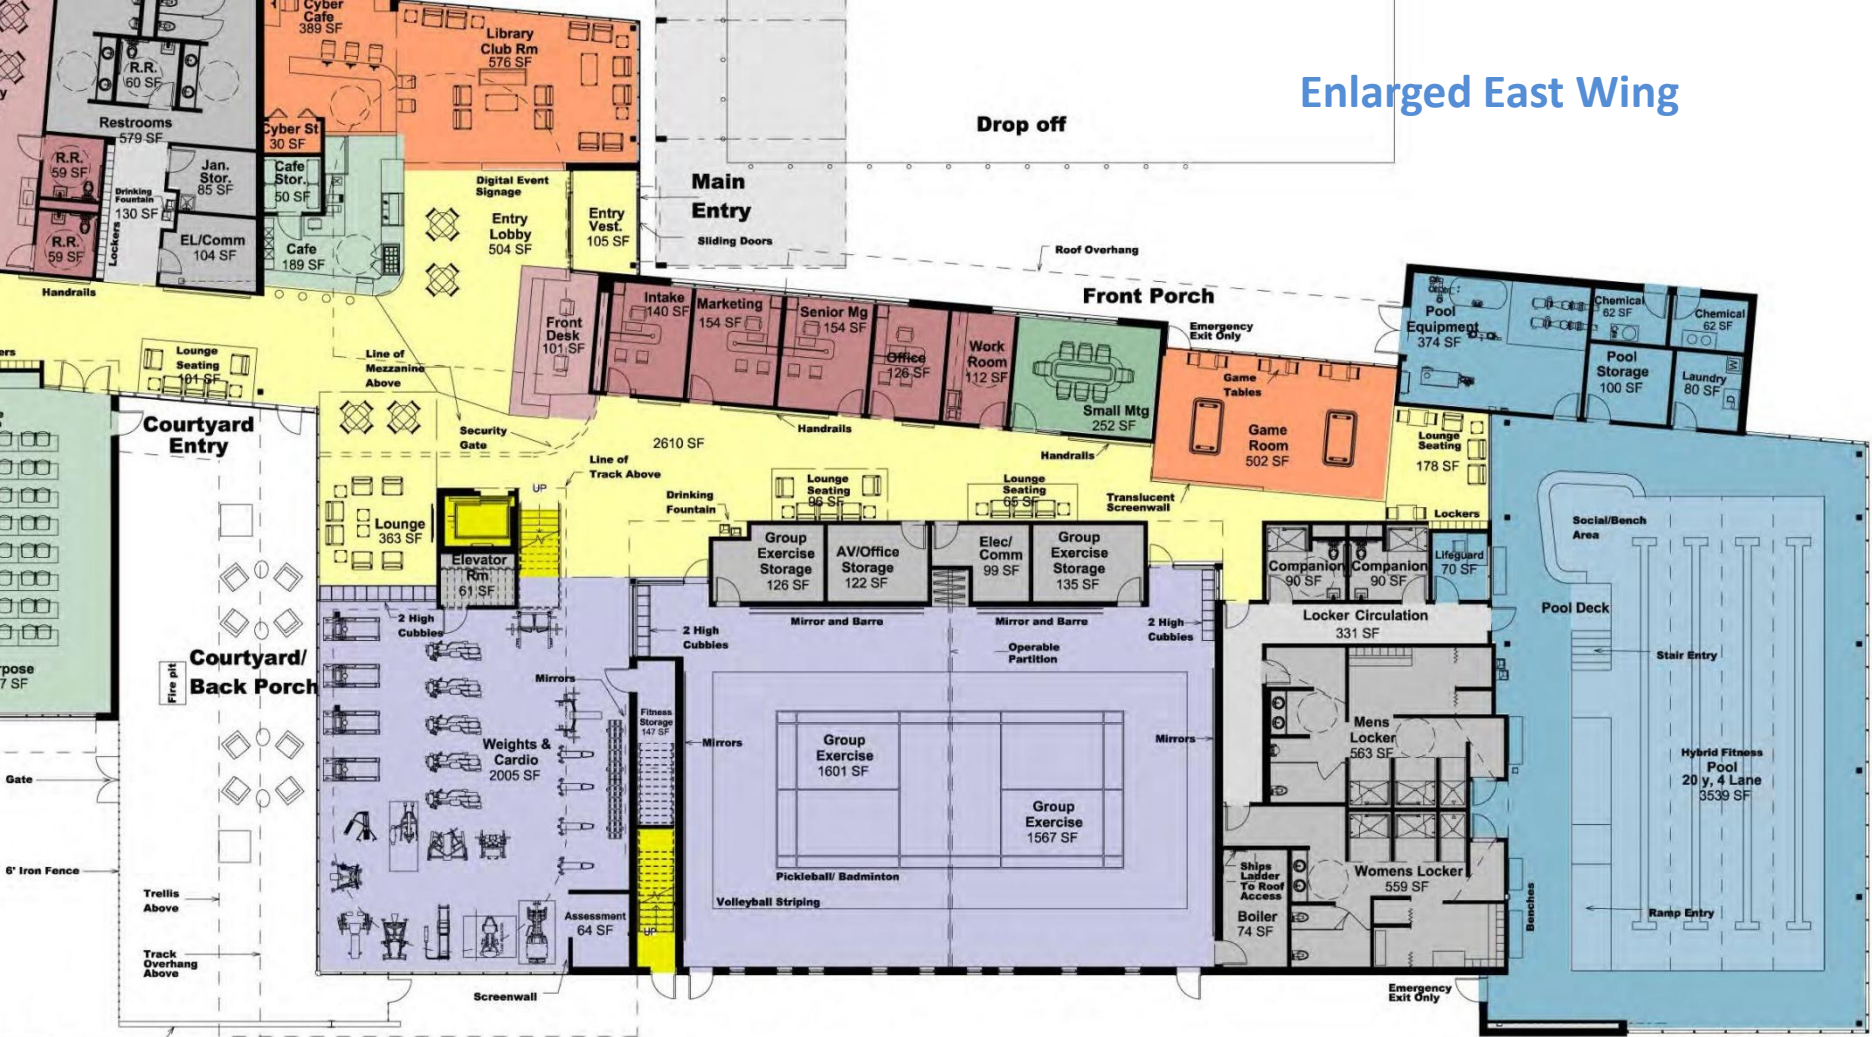 Enlarged East Wing
Cyber
Cafe
389 SF
Library
Club Rm
576 SF
R.R.
60 SF
Restrooms
579 SF
Cyber St
30 SF
Drop off
R.R.
59 SF
Jan.
Stor.
85 SF
Cafe
Stor.
50 SF
Drinking
Fountain
130 SF
Lockers
R.R.
59 SF
EL/Comm
104 SF
Cafe
189 SF
Digital Event
Signage
Entry
Lobby
504 SF
Entry
Vest.
105 SF
Main
Entry
Sliding Doors
Roof Overhang
Handrails
Front Porch
Front
Desk
101 SF
Intake
140 SF
Marketing
154 SF
Senior Mg
154 SF
Office
126 SF
Work
Room
112 SF
Small Mtg
252 SF
Emergency
Exit Only
Game
Tables
Game
Room
502 SF
Pool
Equipment
374 SF
Chemical
62 SF
Chemical
62 SF
Pool
Storage
100 SF
Laundry
80 SF
W
D
Lounge
Seating
101 SF
Line of
Mezzanine
Above
Courtyard
Entry
Security
Gate
2610 SF
Handrails
Handrails
Line of
Track Above
UP
Drinking
Fountain
Lounge
Seating
96 SF
Lounge
Seating
65 SF
Translucent
Screenwall
Lounge
Seating
178 SF
Lockers
Lounge
363 SF
Elevator
Rm
61 SF
Group
Exercise
Storage
126 SF
AV/Office
Storage
122 SF
Elec/
Comm
99 SF
Group
Exercise
Storage
135 SF
Companion
90 SF
Companion
90 SF
Lifeguard
70 SF
Social/Bench
Area
Pool Deck
Locker Circulation
331 SF
2 High
Cubbies
2 High
Cubbies
Mirror and Barre
Mirror and Barre
2 High
Cubbies
Operable
Partition
Stair Entry
Courtyard/
Back Porch
Fire pit
Mirrors
Fitness
Storage
147 SF
Mirrors
Mirrors
Weights &
Cardio
2005 SF
Group
Exercise
1601 SF
Group
Exercise
1567 SF
Mens
Locker
563 SF
Hybrid Fitness
Pool
20 y, 4 Lane
3539 SF
Gate
6' Iron Fence
Trellis
Above
Track
Overhang
Above
Pickleball/ Badminton
Volleyball Striping
Ships
Ladder
To Roof
Access
Boiler
74 SF
Womens Locker
559 SF
Benches
Ramp Entry
Assessment
64 SF
UP
Screenwall
Emergency
Exit Only